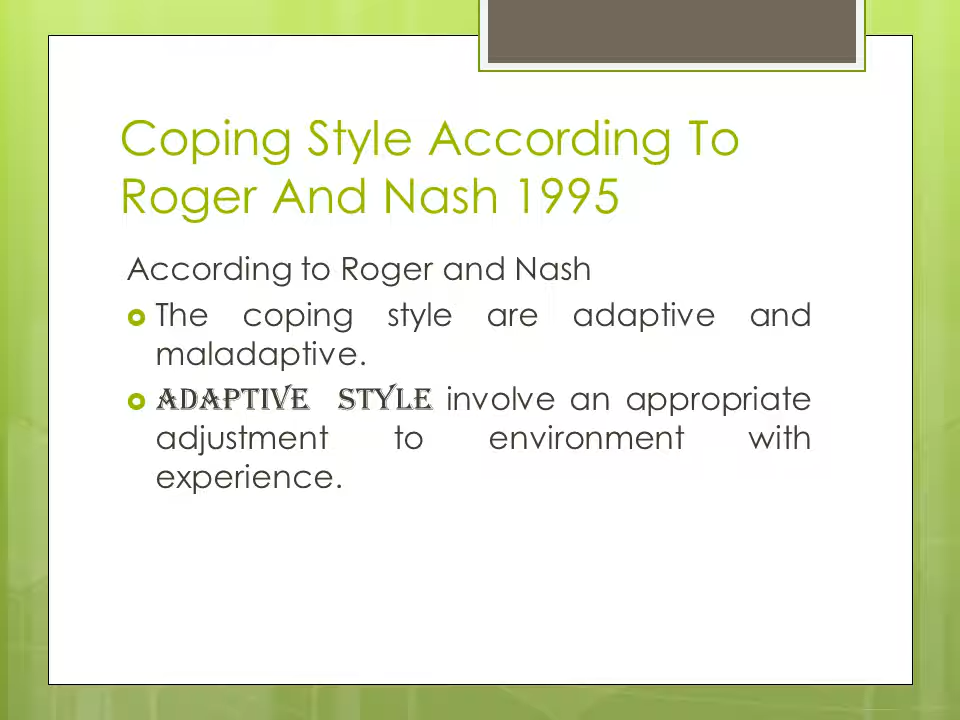 Coping Style According To
Roger And Nash 1995
According to Roger and Nash
The coping style are adaptive and
maladaptive.
ADAPTIVE STYLE involve an appropriate
adjustment to environment with
experience.